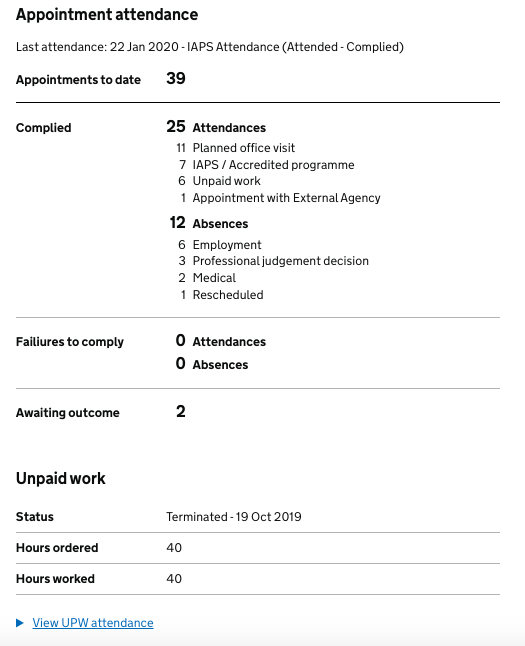 Appointment attendance
Last attendance: 22 Jan 2020 - IAPS Attendance (Attended - Complied)
Appointments to date 39
Complied 25 Attendances
11 Planned office visit
7 IAPS / Accredited programme
6 Unpaid work
1 Appointment with External Agency
12 Absences
6 Employment
3 Professional judgement decision
2 Medical
1 Rescheduled
Failiures to comply 0 Attendances
0 Absences
Awaiting outcome 2
Unpaid work
Status Terminated - 19 Oct 2019
Hours ordered 40
Hours worked 40
View UPW attendance